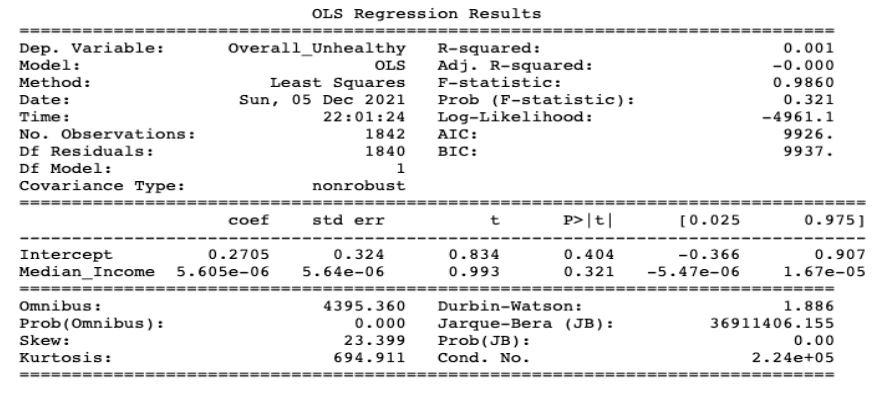 OLS Regression Results
==============================================================================
Dep. Variable:      Overall_Unhealthy   R-squared:                       0.001
Model:                            OLS   Adj. R-squared:                 -0.000
Method:                 Least Squares   F-statistic:                    0.9860
Date:                Sun, 05 Dec 2021   Prob (F-statistic):              0.321
Time:                        22:01:24   Log-Likelihood:                -4961.1
No. Observations:                1842   AIC:                             9926.
Df Residuals:                    1840   BIC:                             9937.
Df Model:                           1
Covariance Type:            nonrobust
=================================================================================
                    coef    std err          t      P>|t|      [0.025      0.975]
---------------------------------------------------------------------------------
Intercept         0.2705      0.324      0.834      0.404      -0.366       0.907
Median_Income  5.605e-06   5.64e-06      0.993      0.321   -5.47e-06    1.67e-05
==============================================================================
Omnibus:                     4395.360   Durbin-Watson:                   1.886
Prob(Omnibus):                  0.000   Jarque-Bera (JB):         36911406.155
Skew:                          23.399   Prob(JB):                         0.00
Kurtosis:                     694.911   Cond. No.                     2.24e+05
==============================================================================